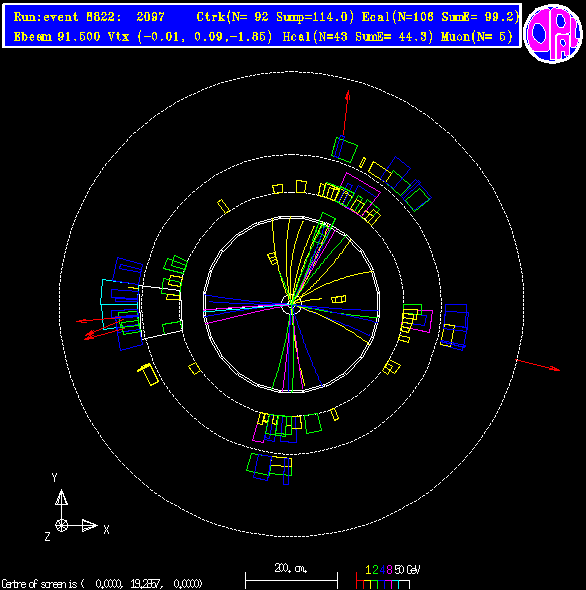 Run:event 8822: 2097 Ctrk(N= 92 Sump=114.0) Ecal(N=106 SumE= 99.2)
Ebeam 91.500 Vtx (-0.01, 0.09,-1.85) Hcal(N=43 SumE= 44.3) Muon(N= 5)
OPAL
Y
X
Z
200. cm.
1 2 4 8 50 GeV
Centre of screen is ( 0.0000, 19.2857, 0.0000)